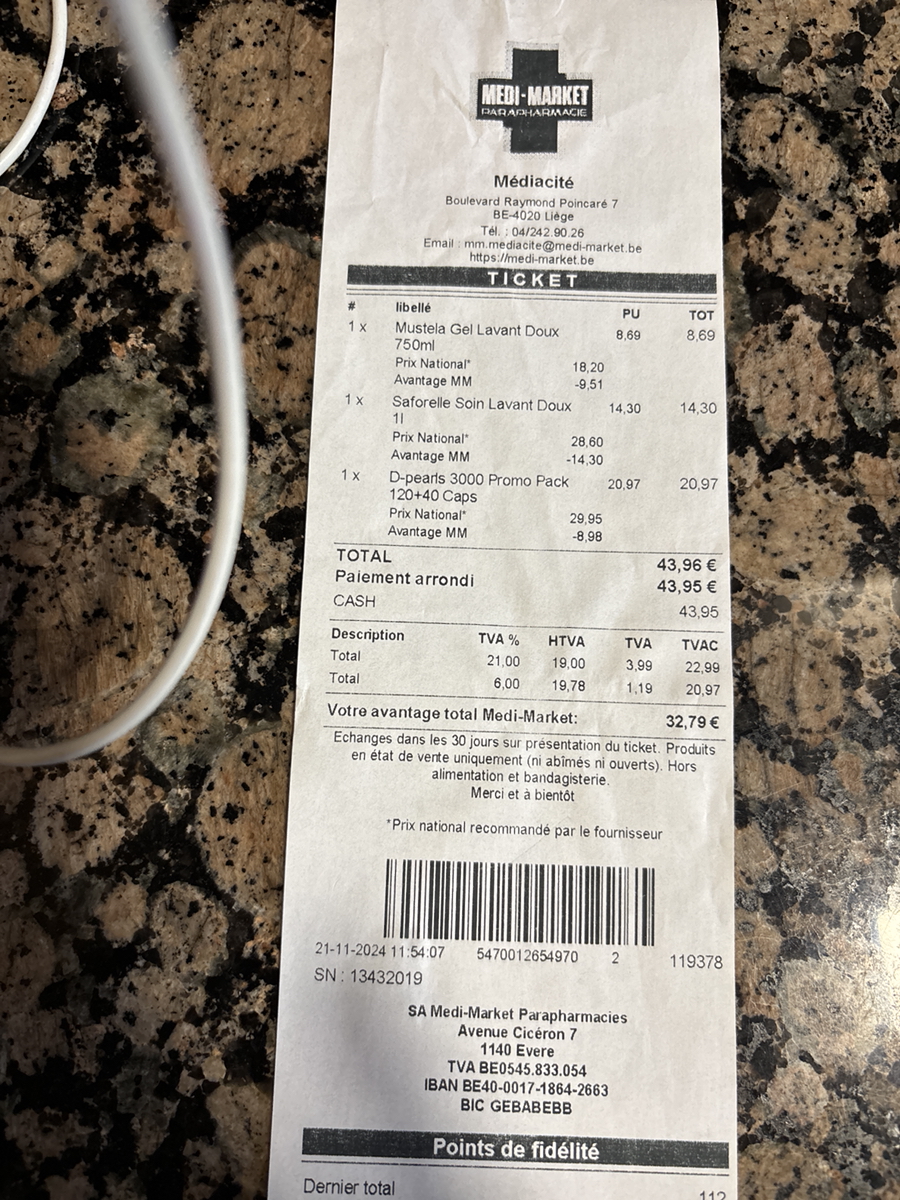 MEDI-MARKET
PARAPHARMACIE
Médiacité
Boulevard Raymond Poincaré 7
BE-4020 Liège
Tél. : 04/242.90.26
Email : mm.mediacite@medi-market.be
https://medi-market.be
TICKET
# libellé PU TOT
1 x Mustela Gel Lavant Doux 8,69 8,69
750ml
Prix National* 18,20
Avantage MM -9,51
1 x Saforelle Soin Lavant Doux 14,30 14,30
1l
Prix National* 28,60
Avantage MM -14,30
1 x D-pearls 3000 Promo Pack 20,97 20,97
120+40 Caps
Prix National* 29,95
Avantage MM -8,98
TOTAL 43,96 €
Paiement arrondi 43,95 €
CASH 43,95
Description TVA % HTVA TVA TVAC
Total 21,00 19,00 3,99 22,99
Total 6,00 19,78 1,19 20,97
Votre avantage total Medi-Market: 32,79 €
Echanges dans les 30 jours sur présentation du ticket. Produits
en état de vente uniquement (ni abîmés ni ouverts). Hors
alimentation et bandagisterie.
Merci et à bientôt
*Prix national recommandé par le fournisseur
21-11-2024 11:54:07 5470012654970 2 119378
SN : 13432019
SA Medi-Market Parapharmacies
Avenue Cicéron 7
1140 Evere
TVA BE0545.833.054
IBAN BE40-0017-1864-2663
BIC GEBABEBB
Points de fidélité
Dernier total 112